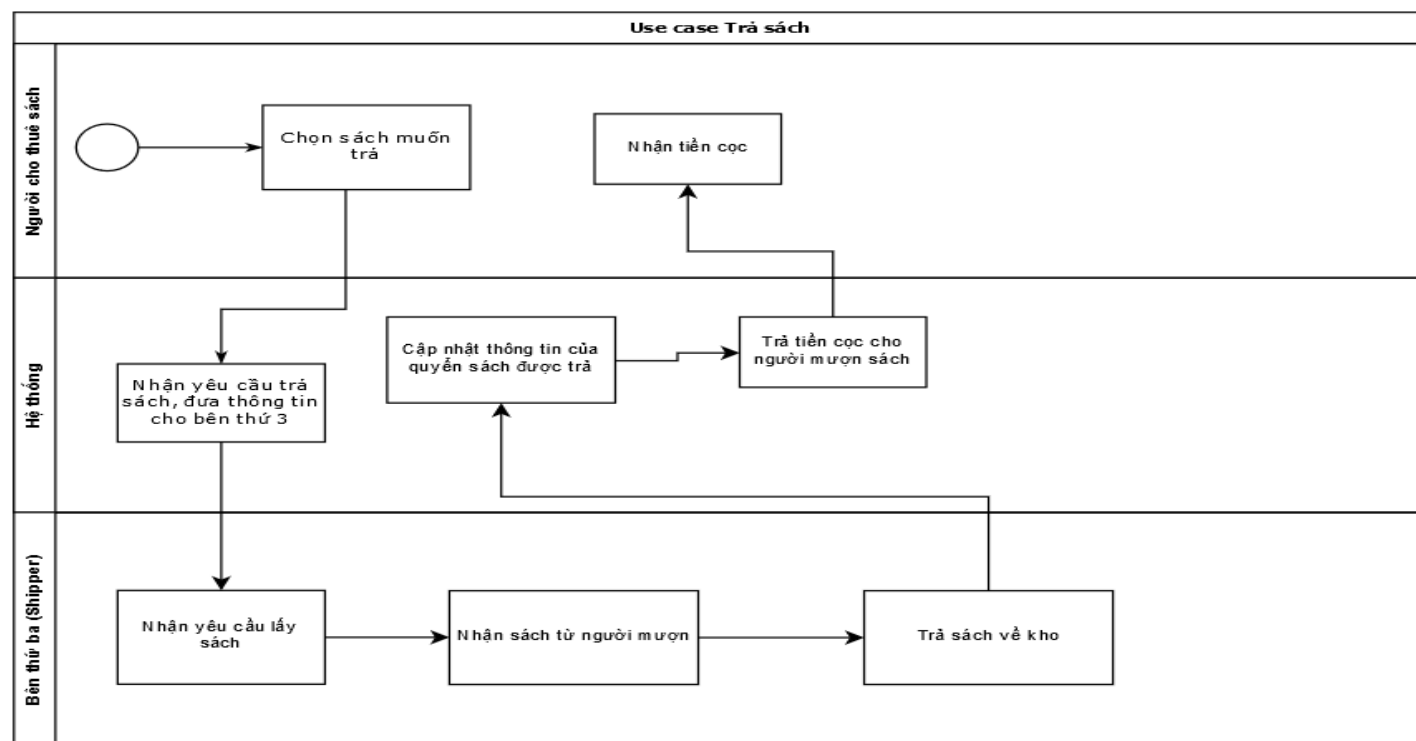 Use case Trả sách
Người cho thuê sách
Chọn sách muốn
trả
Nhận tiền cọc
Hệ thống
Nhận yêu cầu trả
sách, đưa thông tin
cho bên thứ 3
Cập nhật thông tin của
quyển sách được trả
Trả tiền cọc cho
người mượn sách
Bên thứ ba (Shipper)
Nhận yêu cầu lấy
sách
Nhận sách từ người mượn
Trả sách về kho